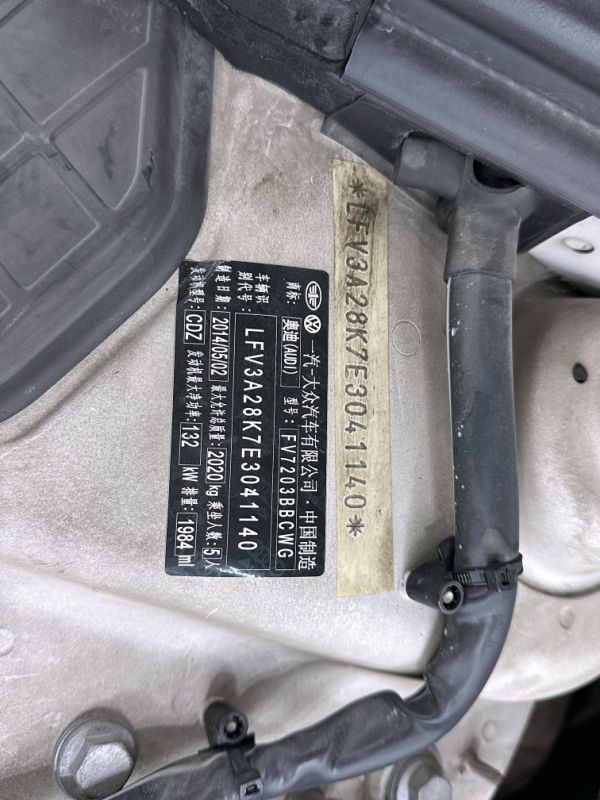 *LFV3A28K7E3041140*
一汽-大众汽车有限公司·中国制造
商标: 奥迪(AUDI) 型号: FV7203BBCWG
车辆识别代号: LFV3A28K7E3041140
制造日期: 2014/05/02 最大允许总质量: 2020 kg 乘坐人数: 5人
发动机型号: CDZ 发动机最大净功率: 132 kW 排量: 1984 ml